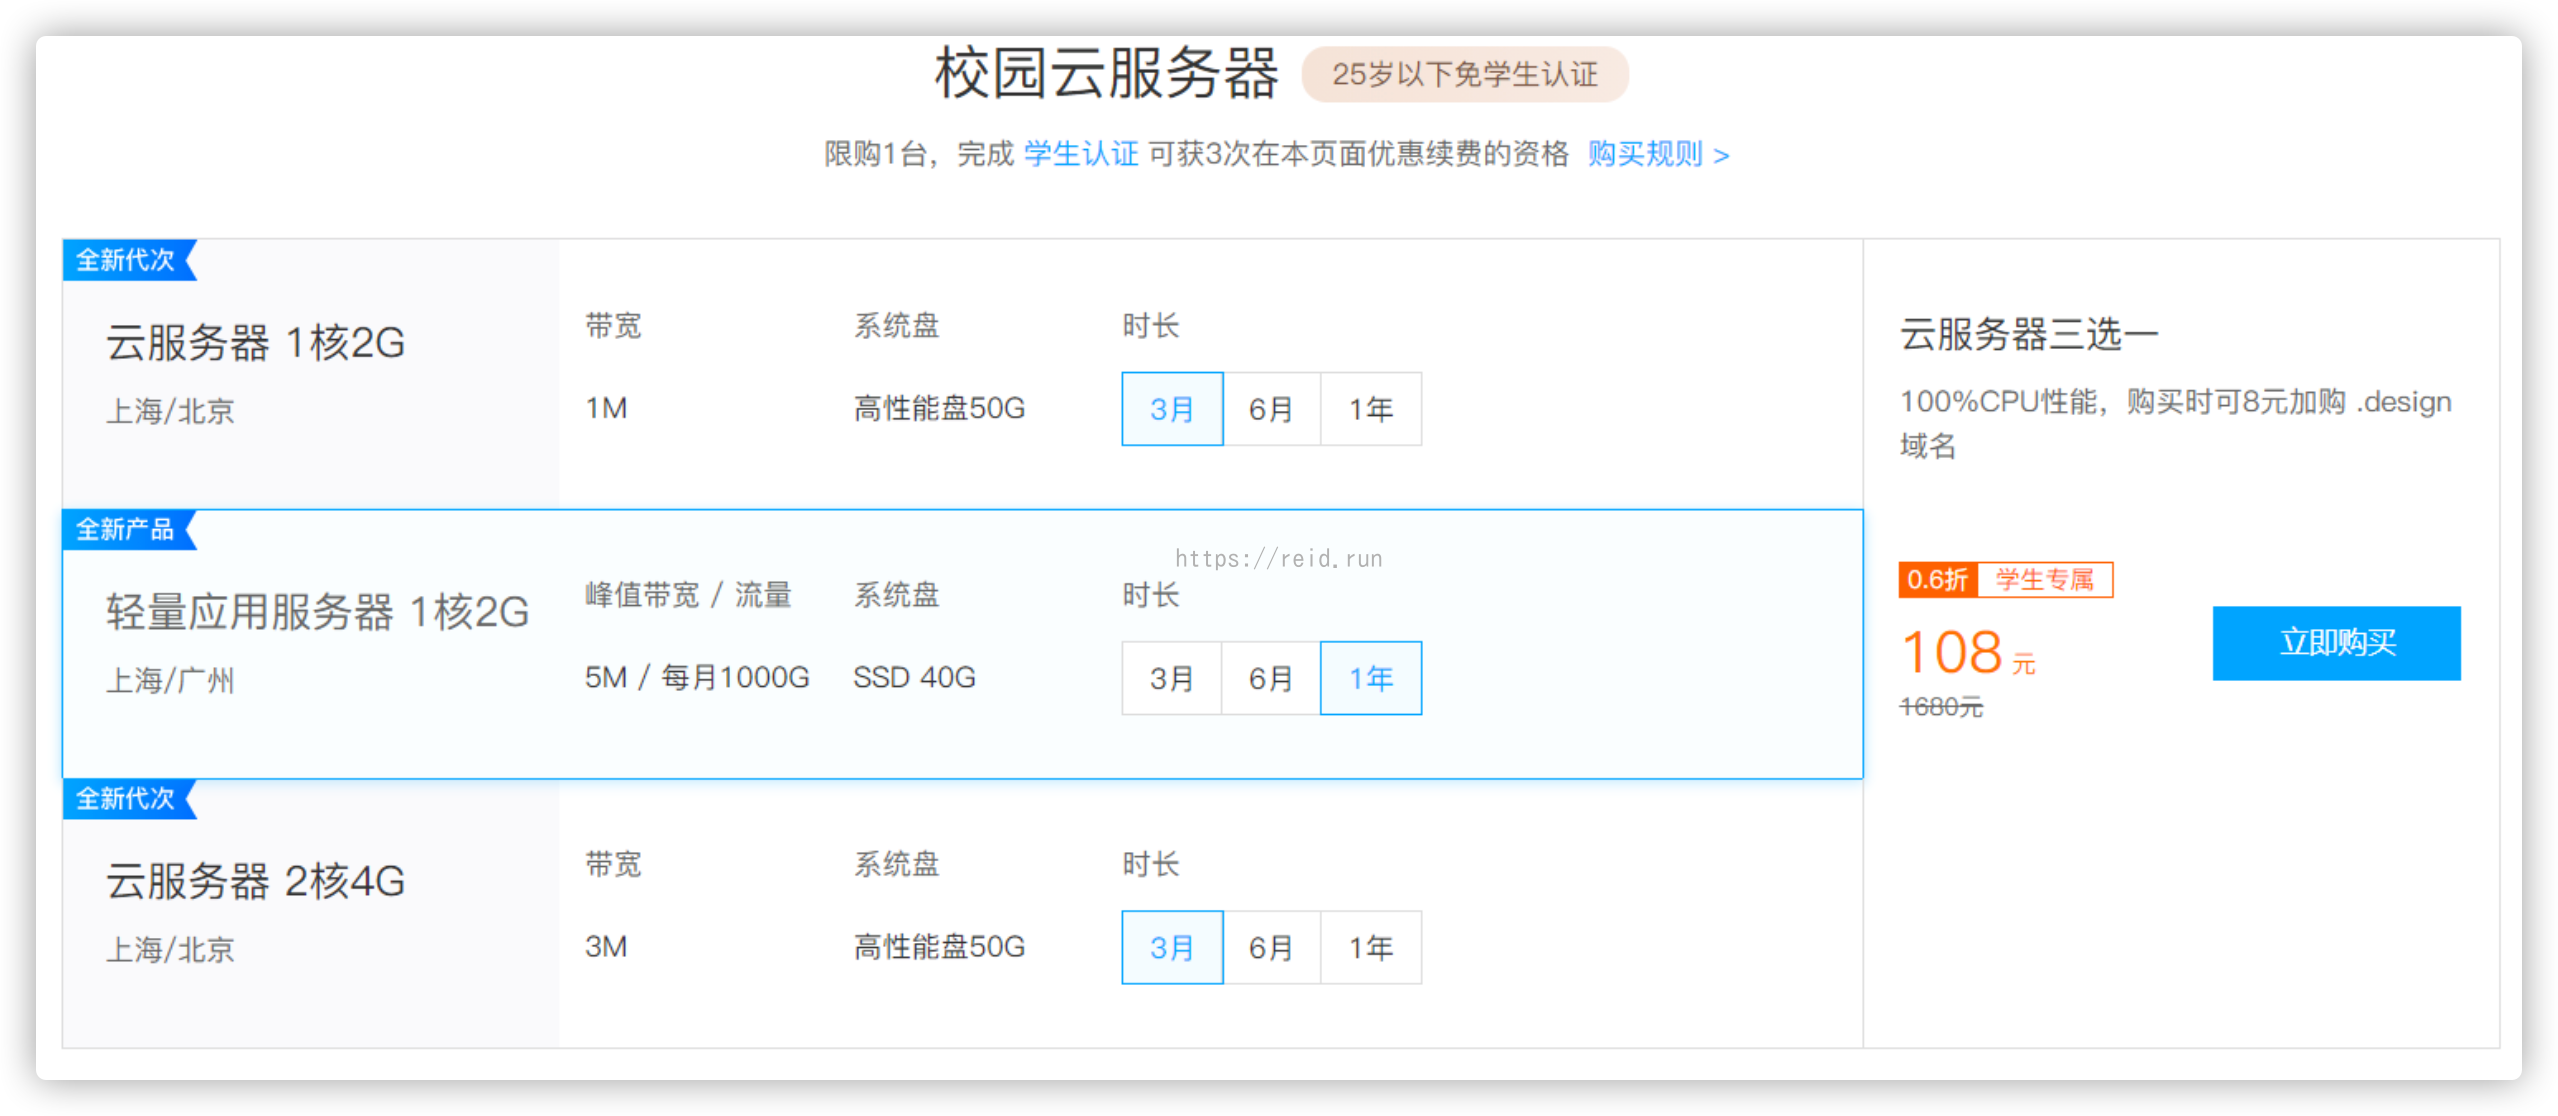 校园云服务器 25岁以下免学生认证
限购1台，完成 学生认证 可获3次在本页面优惠续费的资格 购买规则 >
全新代次
云服务器 1核2G
上海/北京
带宽 系统盘 时长
1M 高性能盘50G 3月 6月 1年
全新产品
轻量应用服务器 1核2G
上海/广州
https://reid.run
峰值带宽 / 流量 系统盘 时长
5M / 每月1000G SSD 40G 3月 6月 1年
全新代次
云服务器 2核4G
上海/北京
带宽 系统盘 时长
3M 高性能盘50G 3月 6月 1年
云服务器三选一
100%CPU性能，购买时可8元加购 .design
域名
0.6折 学生专属
108 元
1680元
立即购买